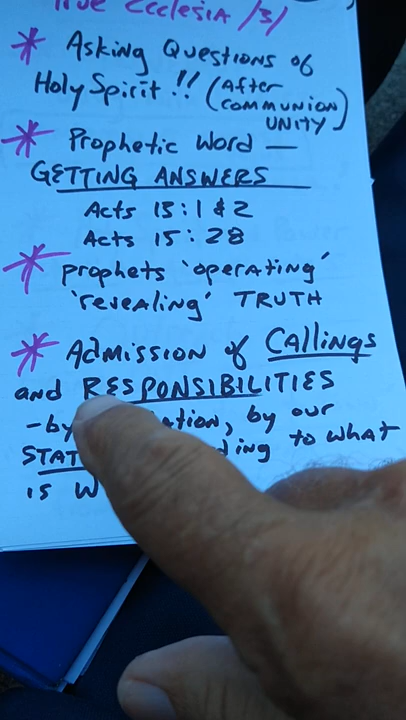 True Ecclesia /3/
* Asking Questions of
Holy Spirit!! (After
COMMUNION
UNITY)
* Prophetic Word —
GETTING ANSWERS
Acts 15:1 & 2
Acts 15:28
* prophets 'operating'
'revealing' TRUTH
* Admission of Callings
and RESPONSIBILITIES
-by by our
to what
is